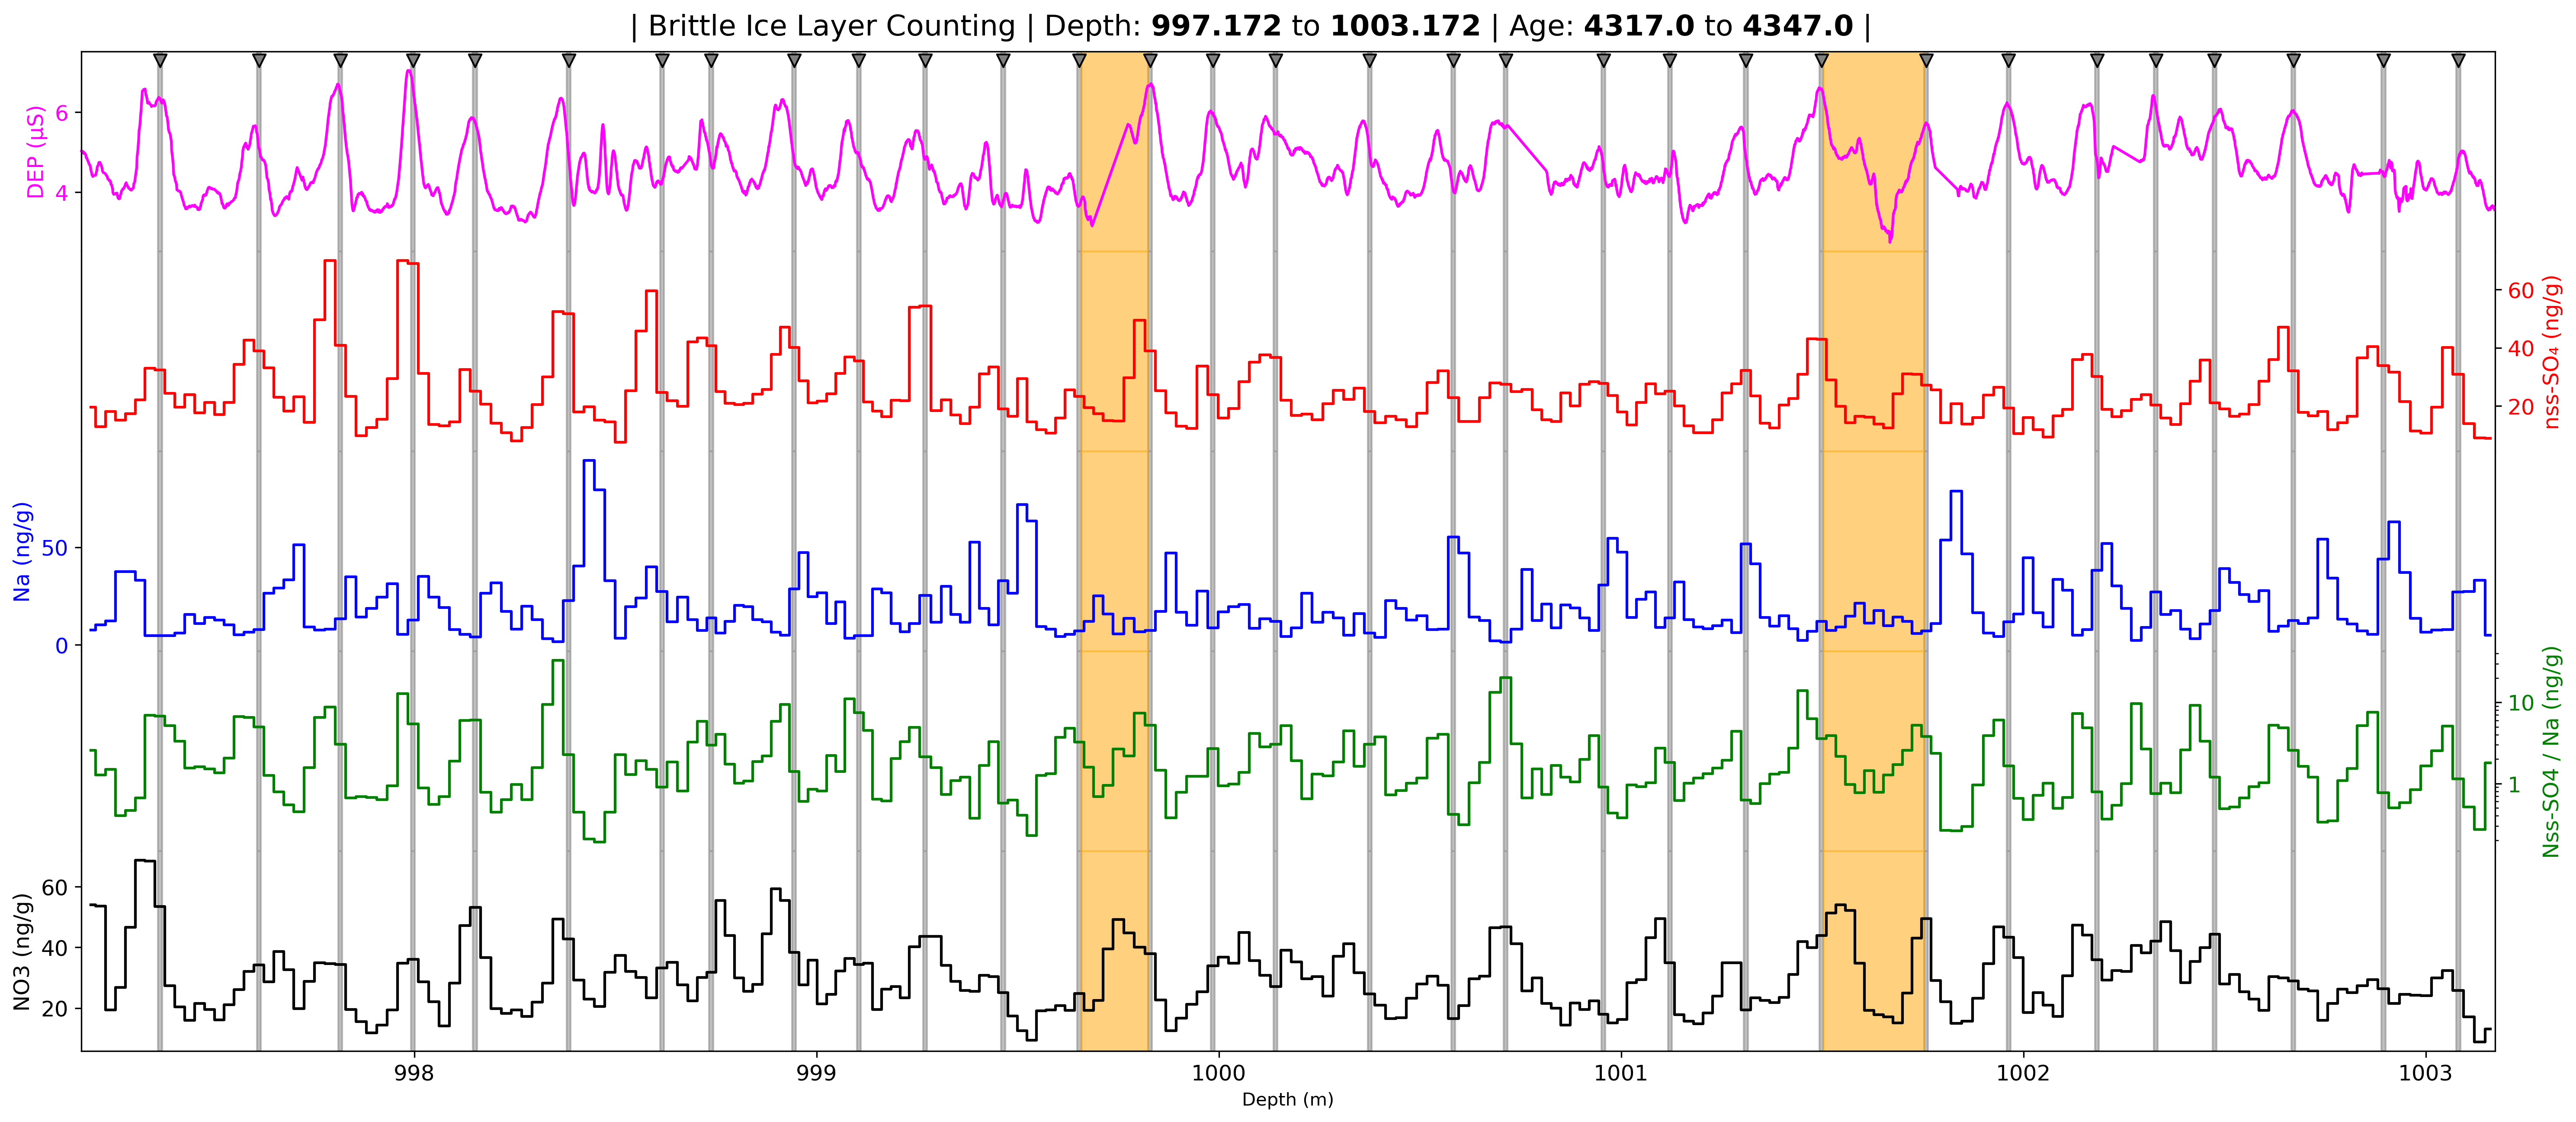 | Brittle Ice Layer Counting | Depth: 997.172 to 1003.172 | Age: 4317.0 to 4347.0 |
DEP (µS)
6
4
60
40
20
nss-SO₄ (ng/g)
Na (ng/g)
50
0
10
1
Nss-SO4 / Na (ng/g)
NO3 (ng/g)
60
40
20
998
999
1000
1001
1002
1003
Depth (m)